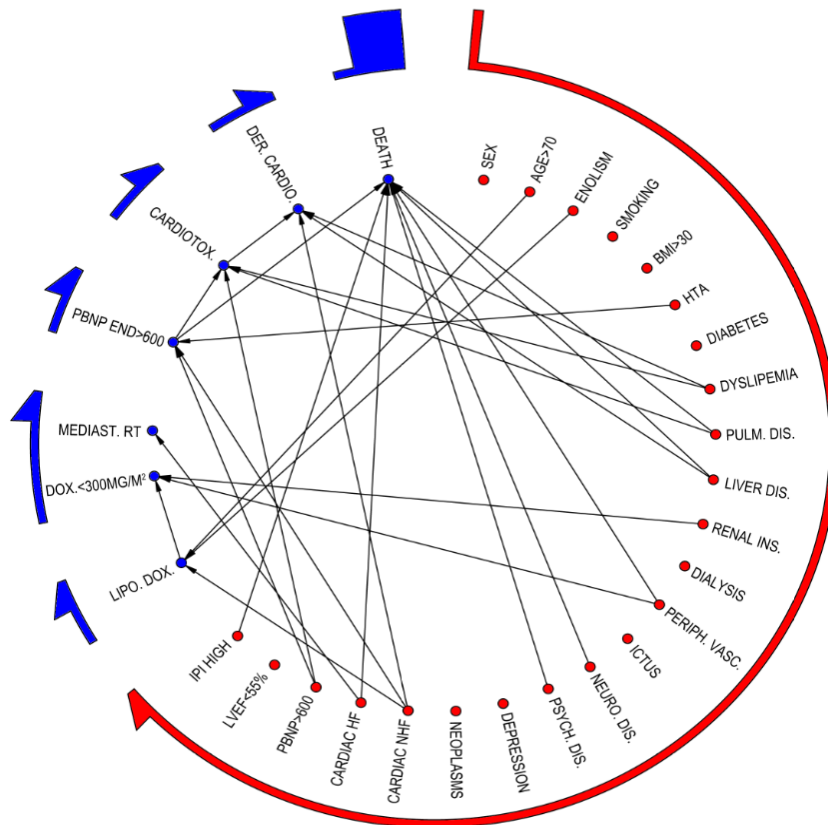 SEX
AGE>70
ENOLISM
SMOKING
BMI>30
HTA
DIABETES
DYSLIPEMIA
PULM. DIS.
LIVER DIS.
RENAL INS.
DIALYSIS
PERIPH. VASC.
ICTUS
NEURO. DIS.
PSYCH. DIS.
DEPRESSION
NEOPLASMS
CARDIAC NHF
CARDIAC HF
PBNP>600
LVEF<55%
IPI HIGH
LIPO. DOX.
DOX.<300MG/M²
MEDIAST. RT
PBNP END>600
CARDIOTOX.
DER. CARDIO.
DEATH